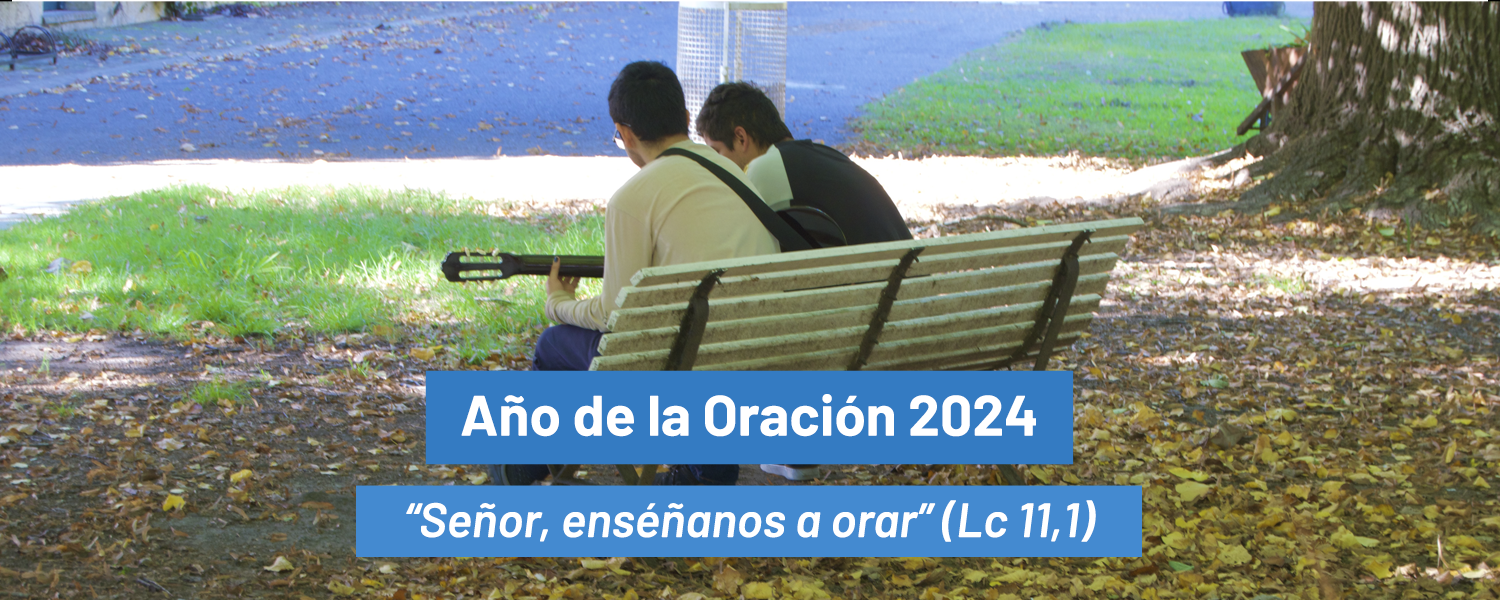 Año de la Oración 2024
“Señor, enséñanos a orar” (Lc 11,1)